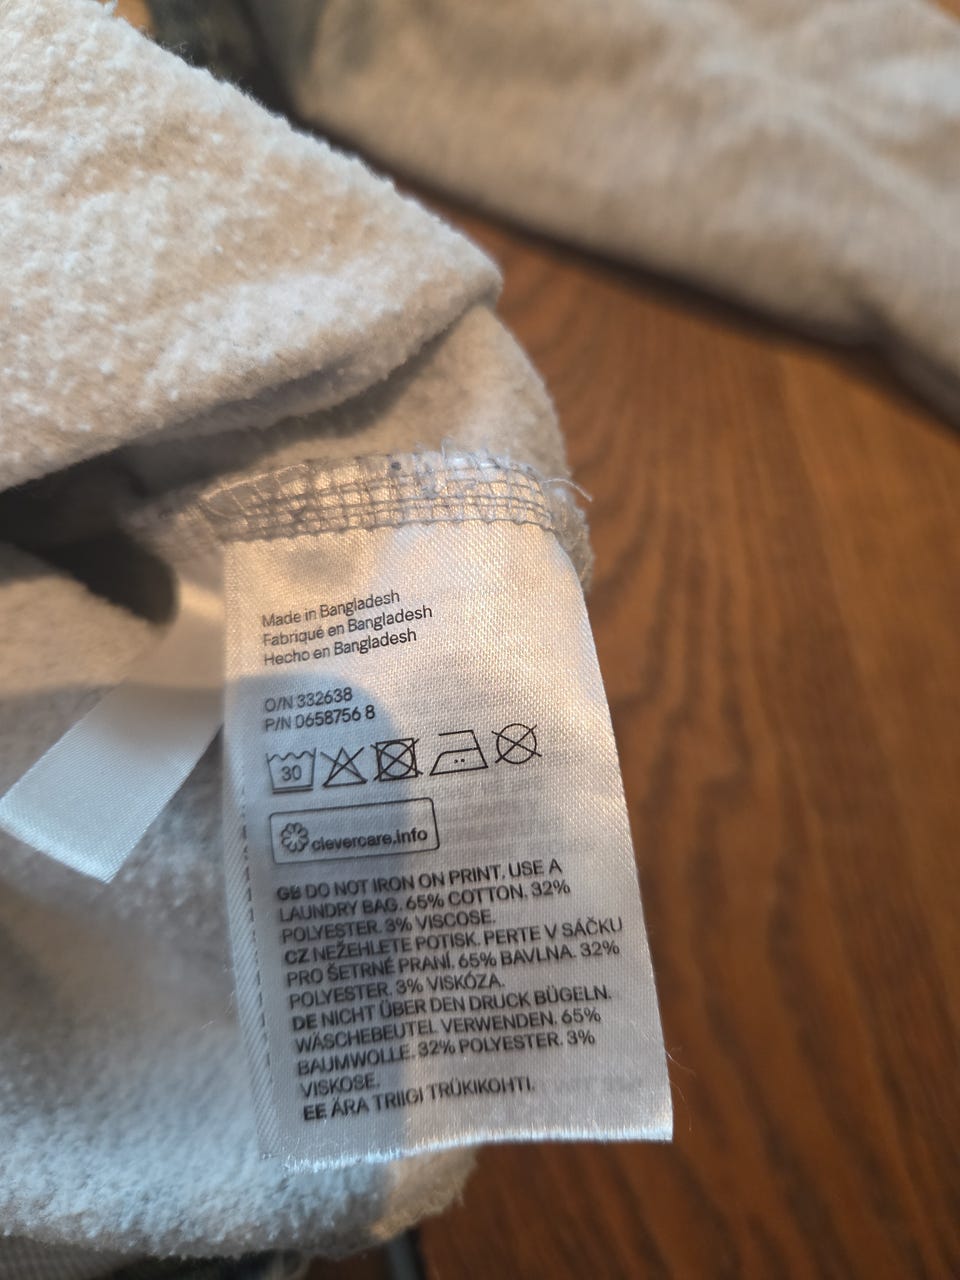 Made in Bangladesh
Fabriqué en Bangladesh
Hecho en Bangladesh
O/N 332638
P/N 0658756 8
30
clevercare.info
GB DO NOT IRON ON PRINT. USE A
LAUNDRY BAG. 65% COTTON. 32%
POLYESTER. 3% VISCOSE.
CZ NEŽEHLETE POTISK. PERTE V SÁČKU
PRO ŠETRNÉ PRANÍ. 65% BAVLNA. 32%
POLYESTER. 3% VISKÓZA.
DE NICHT ÜBER DEN DRUCK BÜGELN.
WÄSCHEBEUTEL VERWENDEN. 65%
BAUMWOLLE. 32% POLYESTER. 3%
VISKOSE.
EE ÄRA TRIIGI TRÜKIKOHTI.